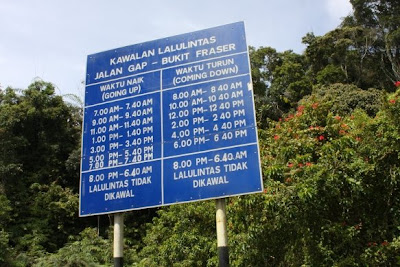 KAWALAN LALULINTAS
JALAN GAP - BUKIT FRASER
WAKTU NAIK
(GOING UP)
7.00 AM- 7.40 AM
9.00 AM- 9.40 AM
11.00 AM- 11.40 AM
1.00 PM- 1.40 PM
3.00 PM- 3.40 PM
5.00 PM- 5.40 PM
7.00 PM- 7.40 PM
8.00 PM- 6.40 AM
LALULINTAS TIDAK
DIKAWAL
WAKTU TURUN
(COMING DOWN)
8.00 AM - 8.40 AM
10.00 AM - 10.40 AM
12.00 PM - 12.40 PM
2.00 PM - 2.40 PM
4.00 PM - 4.40 PM
6.00 PM - 6.40 PM
8.00 PM- 6.40 AM
LALULINTAS TIDAK
DIKAWAL